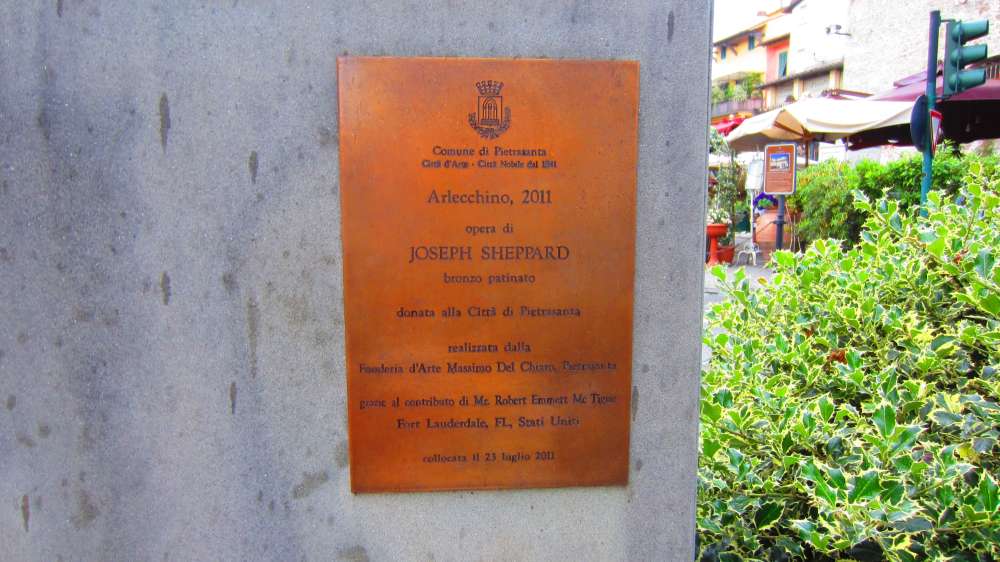 Comune di Pietrasanta
Città d'Arte - Città Nobile dal 1841
Arlecchino, 2011
opera di
JOSEPH SHEPPARD
bronzo patinato
donata alla Città di Pietrasanta
realizzata dalla
Fonderia d'Arte Massimo Del Chiaro, Pietrasanta
grazie al contributo di Mr. Robert Emmett Mc Tigue
Fort Lauderdale, FL, Stati Uniti
collocata il 23 luglio 2011